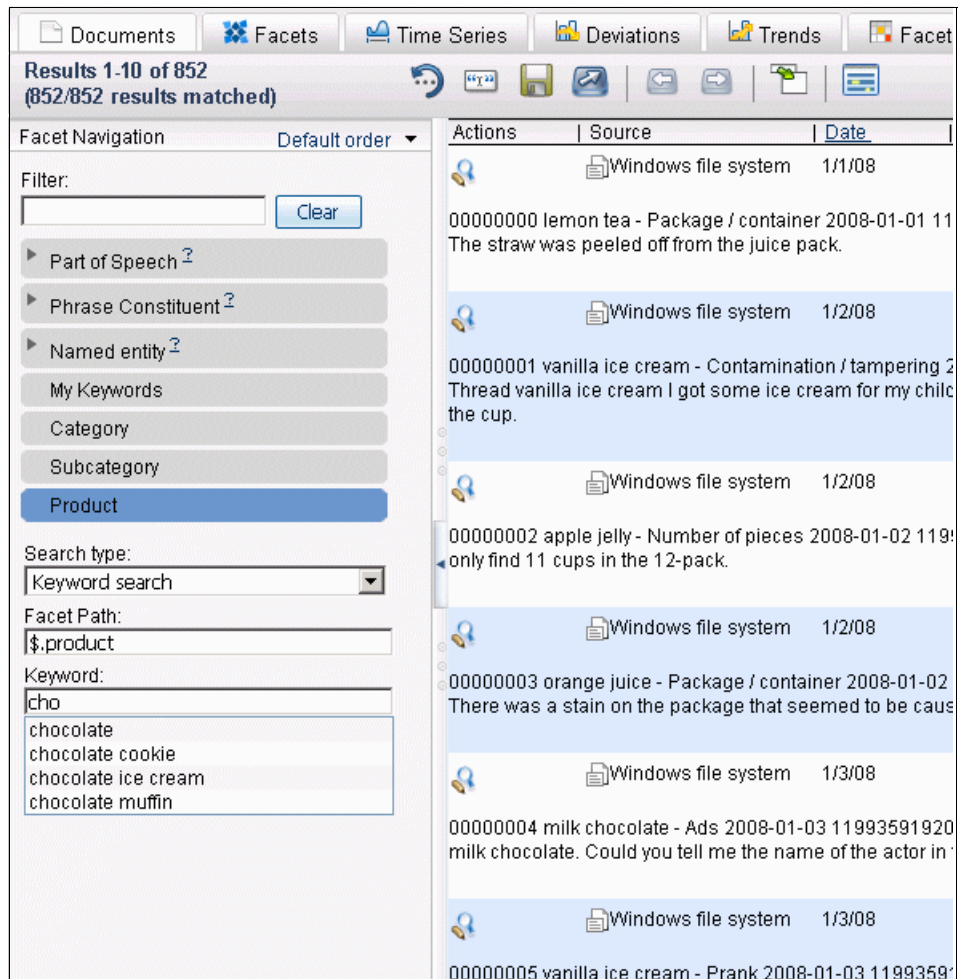 Documents Facets Time Series Deviations Trends Facet
Results 1-10 of 852
(852/852 results matched)
Facet Navigation Default order
Filter:
Clear
Part of Speech ?
Phrase Constituent ?
Named entity ?
My Keywords
Category
Subcategory
Product
Search type:
Keyword search
Facet Path:
$.product
Keyword:
cho
chocolate
chocolate cookie
chocolate ice cream
chocolate muffin
Actions | Source | Date |
Windows file system 1/1/08
00000000 lemon tea - Package / container 2008-01-01 11
The straw was peeled off from the juice pack.
Windows file system 1/2/08
00000001 vanilla ice cream - Contamination / tampering 2
Thread vanilla ice cream I got some ice cream for my child
the cup.
Windows file system 1/2/08
00000002 apple jelly - Number of pieces 2008-01-02 119
only find 11 cups in the 12-pack.
Windows file system 1/2/08
00000003 orange juice - Package / container 2008-01-02
There was a stain on the package that seemed to be caus
Windows file system 1/3/08
00000004 milk chocolate - Ads 2008-01-03 11993591920
milk chocolate. Could you tell me the name of the actor in
Windows file system 1/3/08
00000005 vanilla ice cream - Prank 2008-01-03 1199359